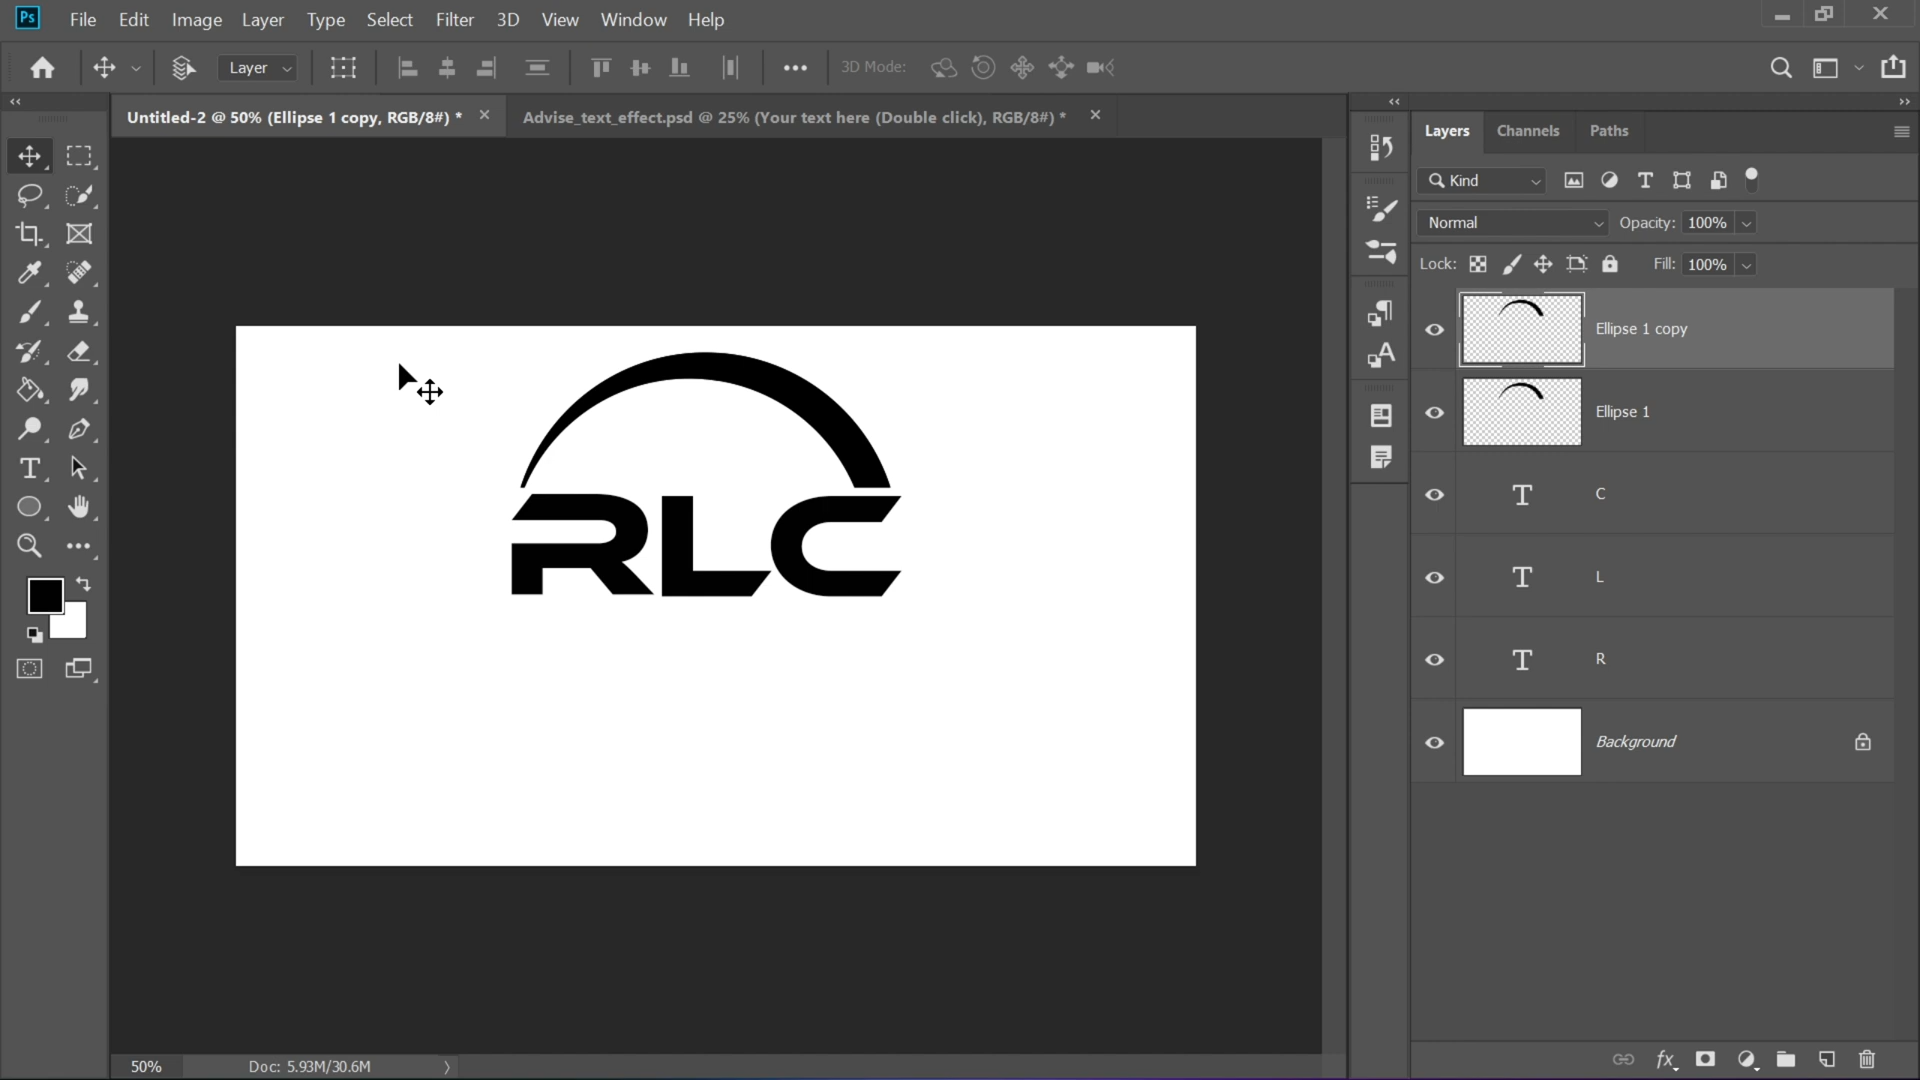 Ps File Edit Image Layer Type Select Filter 3D View Window Help
Layer 3D Mode:
Untitled-2 @ 50% (Ellipse 1 copy, RGB/8#) * Advise_text_effect.psd @ 25% (Your text here (Double click), RGB/8#) *
Layers Channels Paths
Kind
Normal Opacity: 100%
Lock: Fill: 100%
Ellipse 1 copy
Ellipse 1
C
L
R
Background
RLC
50% Doc: 5.93M/30.6M
fx